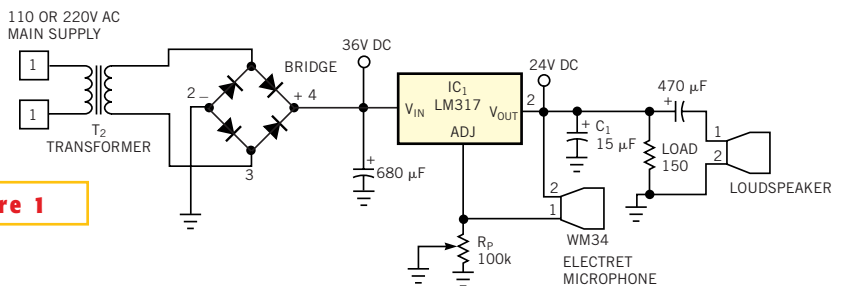 110 OR 220V AC
MAIN SUPPLY
1
1
T2
TRANSFORMER
BRIDGE
2 –
+ 4
3
36V DC
+
680 µF
VIN
IC1
LM317
VOUT
ADJ
2
24V DC
+ C1
15 µF
470 µF
+
LOAD
150
1
2
LOUDSPEAKER
2
1
WM34
ELECTRET
MICROPHONE
RP
100k
re 1